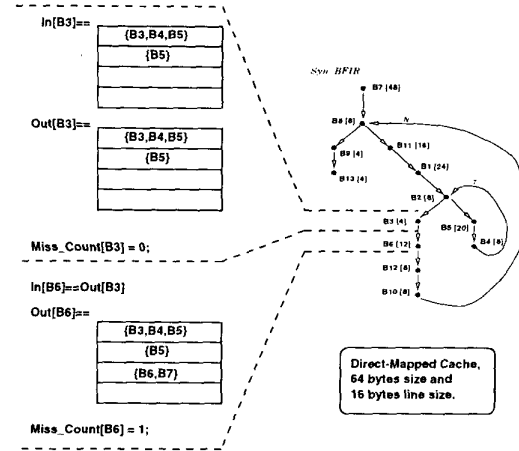 In[B3]==
{B3,B4,B5}
{B5}
Out[B3]==
{B3,B4,B5}
{B5}
Miss_Count[B3] = 0;
In[B6]==Out[B3]
Out[B6]==
{B3,B4,B5}
{B5}
{B6,B7}
Miss_Count[B6] = 1;
Syn BFIR
B7 [48]
B8 [8]
N
B9 [4]
B11 [16]
B13 [4]
B1 [24]
B2 [8]
T
B3 [4]
B5 [20]
B6 [12]
B4 [8]
B12 [8]
B10 [8]
Direct-Mapped Cache,
64 bytes size and
16 bytes line size.